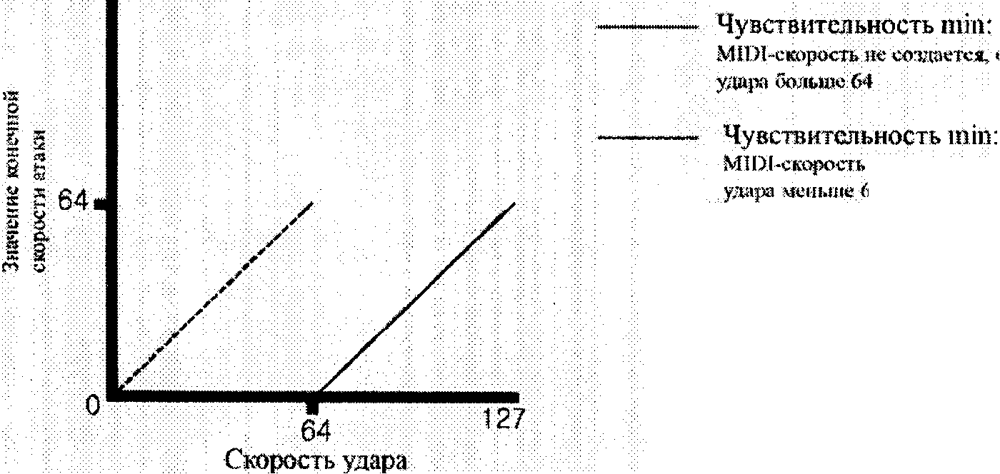 Чувствительность min:
MIDI-скорость не создается,
удара больше 64
Чувствительность min:
MIDI-скорость
удара меньше 6
Значение конечной
скорости атаки
64
0
64
127
Скорость удара